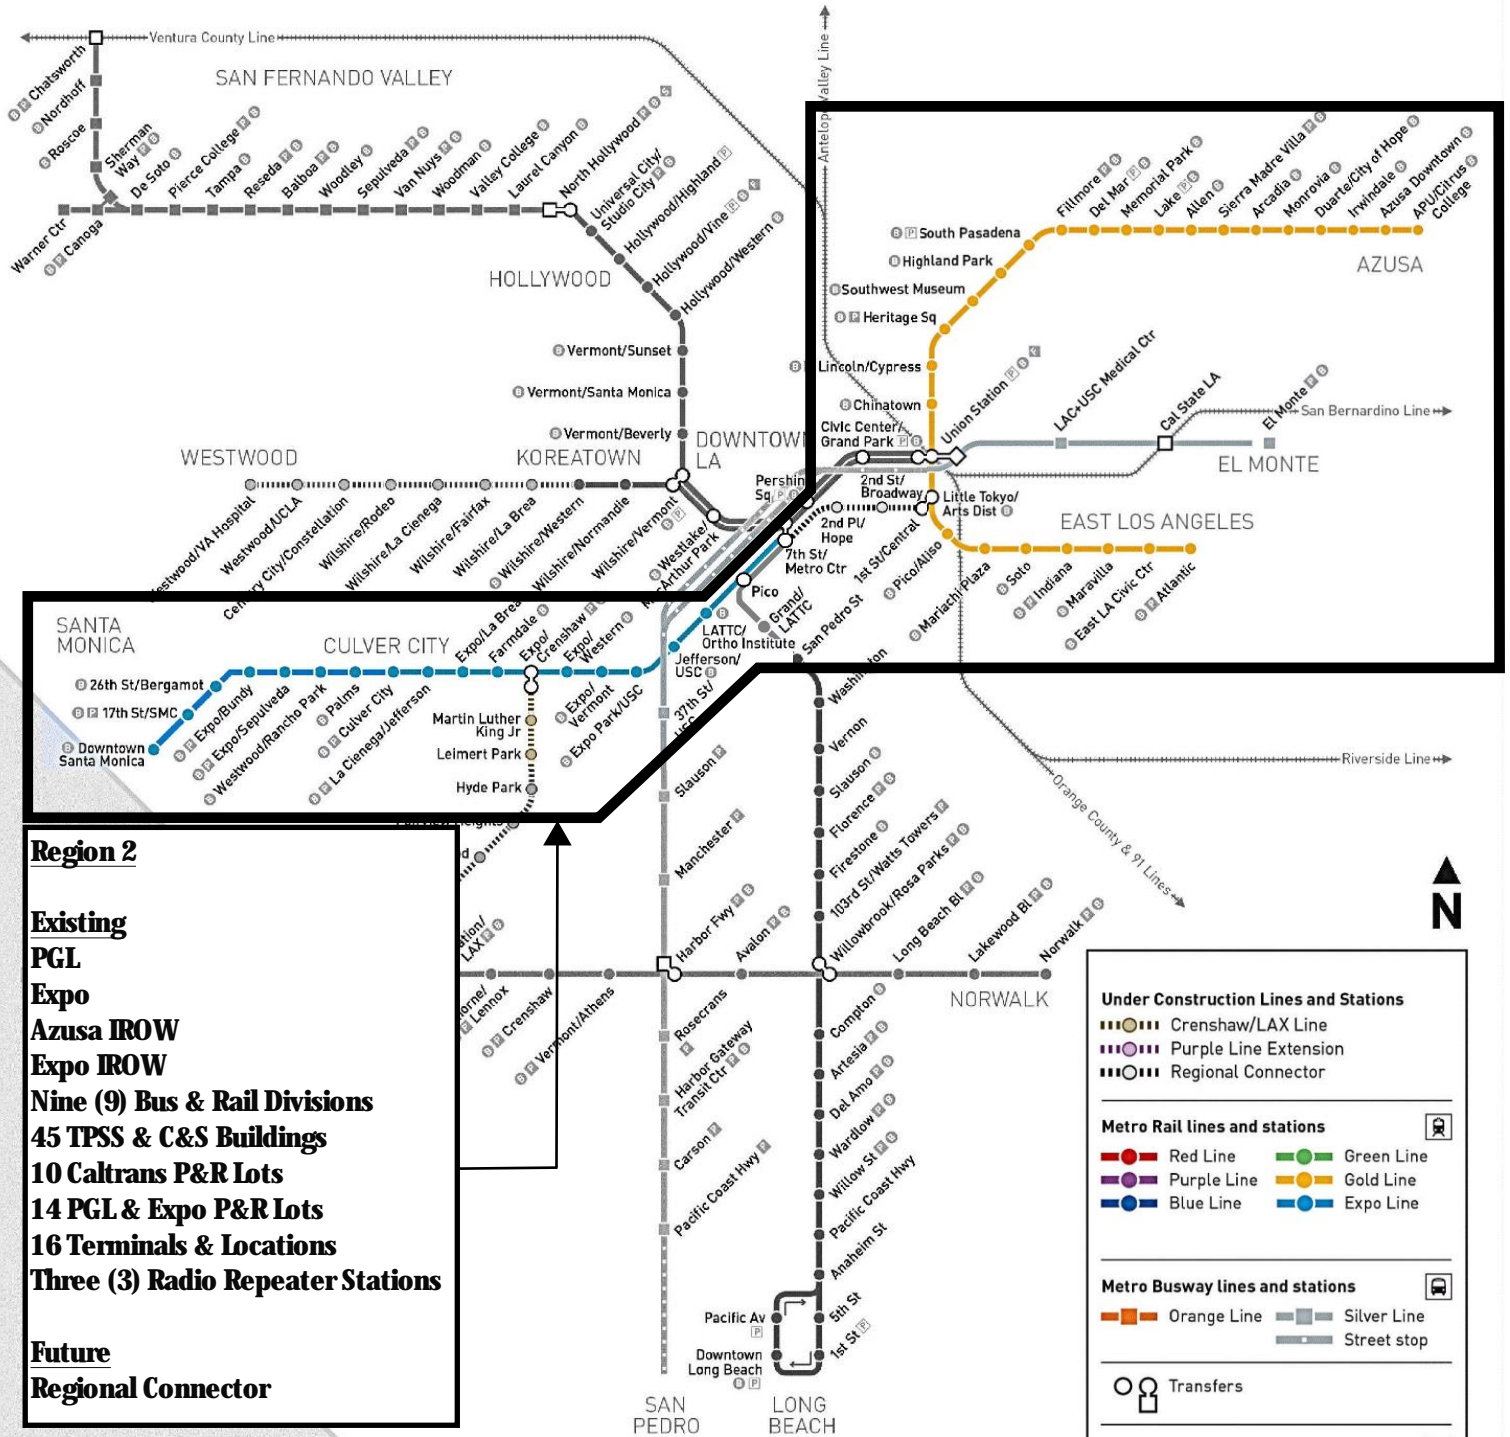 Ventura County Line
Antelope Valley Line
SAN FERNANDO VALLEY
Chatsworth
Nordhoff
Roscoe
Sherman
Way
Warner Ctr
Canoga
De Soto
Pierce College
Tampa
Reseda
Balboa
Woodley
Sepulveda
Van Nuys
Woodman
Valley College
Laurel Canyon
North Hollywood
Universal City/
Studio City
Hollywood/Highland
Hollywood/Vine
Hollywood/Western
HOLLYWOOD
Vermont/Sunset
Vermont/Santa Monica
Vermont/Beverly
Fillmore
Del Mar
Memorial Park
Lake
Allen
Sierra Madre Villa
Arcadia
Monrovia
Duarte/City of Hope
Irwindale
Azusa Downtown
APU/Citrus
College
AZUSA
South Pasadena
Highland Park
Southwest Museum
Heritage Sq
Lincoln/Cypress
Chinatown
Union Station
LAC+USC Medical Ctr
Cal State LA
El Monte
San Bernardino Line
EL MONTE
WESTWOOD
KOREATOWN
DOWNTOWN
LA
Civic Center/
Grand Park
Pershing
Sq
2nd St/
Broadway
Little Tokyo/
Arts Dist
EAST LOS ANGELES
2nd Pl/
Hope
1st St/Central
7th St/
Metro Ctr
Westwood/VA Hospital
Westwood/UCLA
Century City/Constellation
Wilshire/Rodeo
Wilshire/La Cienega
Wilshire/Fairfax
Wilshire/La Brea
Wilshire/Western
Wilshire/Normandie
Wilshire/Vermont
Westlake/
MacArthur Park
Pico/Aliso
Mariachi Plaza
Soto
Indiana
Maravilla
East LA Civic Ctr
Atlantic
Pico
Grand/
LATTC
San Pedro St
LATTC/
Ortho Institute
Jefferson/
USC
SANTA
MONICA
CULVER CITY
Expo/La Brea
Farmdale
Expo/
Crenshaw
Expo/
Western
26th St/Bergamot
17th St/SMC
Downtown
Santa Monica
Expo/Bundy
Expo/Sepulveda
Westwood/Rancho Park
Palms
Culver City
La Cienega/Jefferson
Expo/
Vermont
Expo Park/USC
37th St/
USC
Martin Luther
King Jr
Leimert Park
Hyde Park
Washington
Vernon
Slauson
Florence
Firestone
103rd St/Watts Towers
Willowbrook/Rosa Parks
Slauson
Manchester
Harbor Fwy
Avalon
Long Beach Bl
Lakewood Bl
Norwalk
NORWALK
Riverside Line
Orange County & 91 Lines
N
LAX
Lennox
Crenshaw
Vermont/Athens
Rosecrans
Harbor Gateway
Transit Ctr
Carson
Pacific Coast Hwy
Compton
Artesia
Del Amo
Wardlow
Willow St
Pacific Coast Hwy
Anaheim St
5th St
1st St
Pacific Av
Downtown
Long Beach
SAN
PEDRO
LONG
BEACH
Region 2
Existing
PGL
Expo
Azusa IROW
Expo IROW
Nine (9) Bus & Rail Divisions
45 TPSS & C&S Buildings
10 Caltrans P&R Lots
14 PGL & Expo P&R Lots
16 Terminals & Locations
Three (3) Radio Repeater Stations
Future
Regional Connector
Under Construction Lines and Stations
Crenshaw/LAX Line
Purple Line Extension
Regional Connector
Metro Rail lines and stations
Red Line
Green Line
Purple Line
Gold Line
Blue Line
Expo Line
Metro Busway lines and stations
Orange Line
Silver Line
Street stop
Transfers